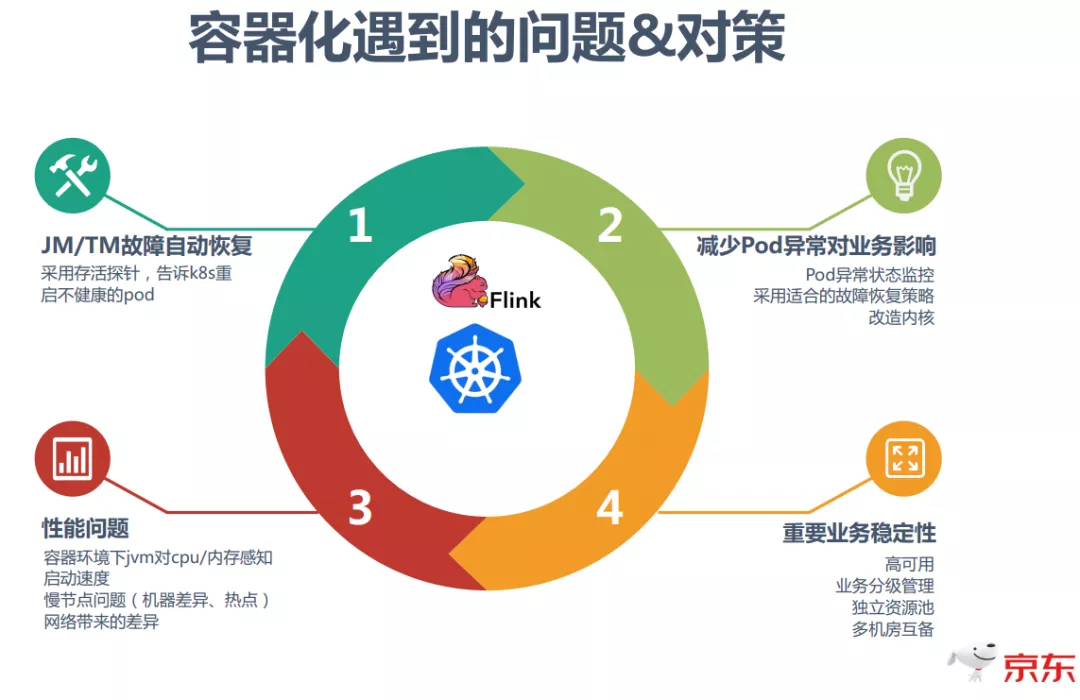 容器化遇到的问题&对策
1
JM/TM故障自动恢复
采用存活探针，告诉k8s重
启不健康的pod
2
减少Pod异常对业务影响
Pod异常状态监控
采用适合的故障恢复策略
改造内核
Flink
3
性能问题
容器环境下jvm对cpu/内存感知
启动速度
慢节点问题（机器差异、热点）
网络带来的差异
4
重要业务稳定性
高可用
业务分级管理
独立资源池
多机房互备
京东